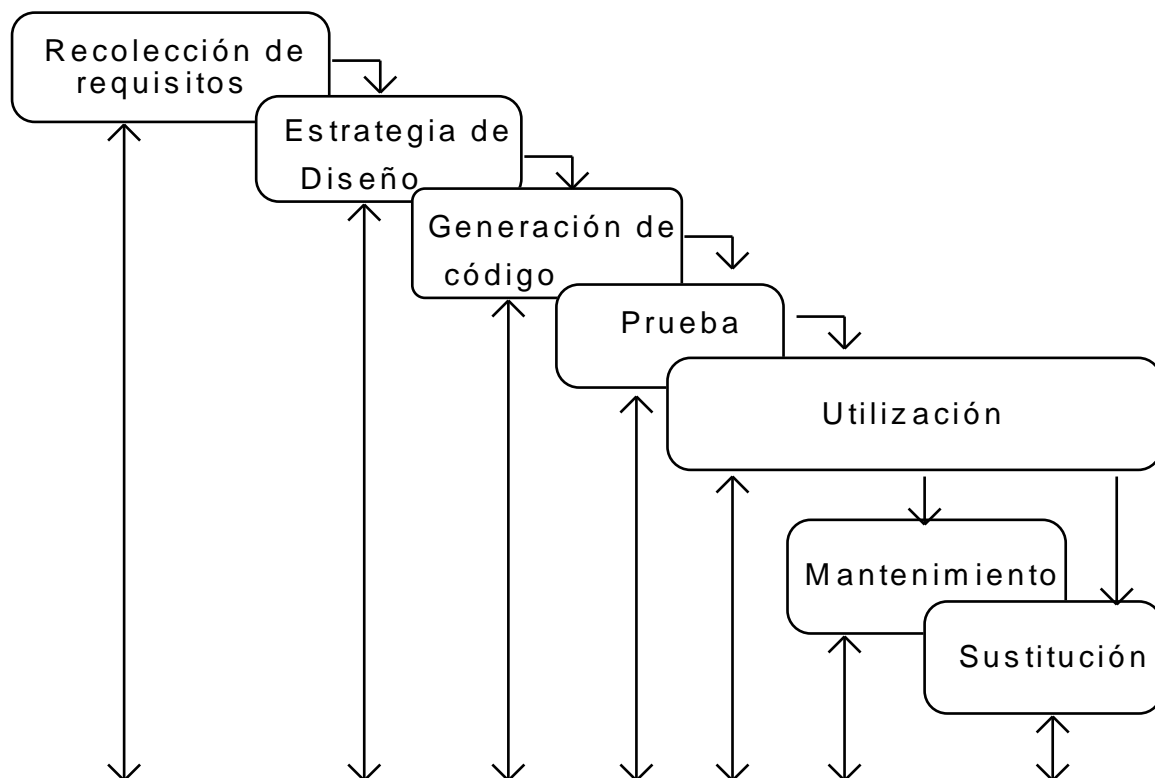 Recolección de
requisitos
Estrategia de
Diseño
Generación de
código
Prueba
Utilización
Mantenimiento
Sustitución